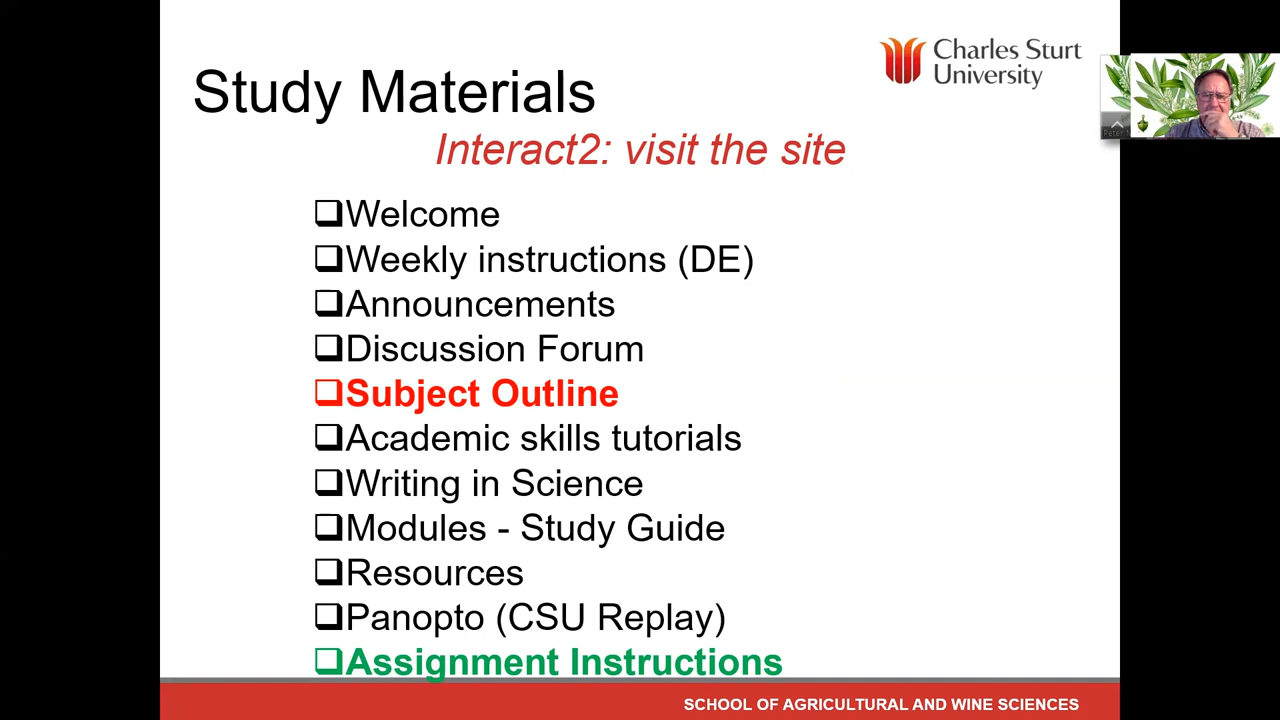 Study Materials
Charles Sturt
University
Interact2: visit the site
Welcome
Weekly instructions (DE)
Announcements
Discussion Forum
Subject Outline
Academic skills tutorials
Writing in Science
Modules - Study Guide
Resources
Panopto (CSU Replay)
Assignment Instructions
SCHOOL OF AGRICULTURAL AND WINE SCIENCES